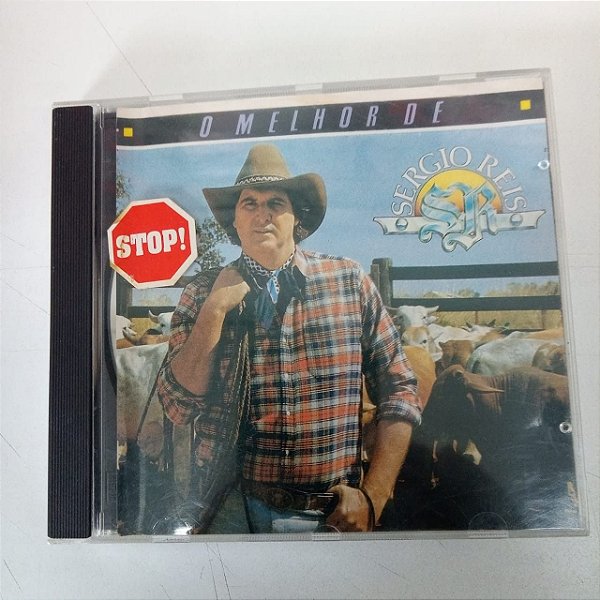 O MELHOR DE
SERGIO REIS
SR
STOP!